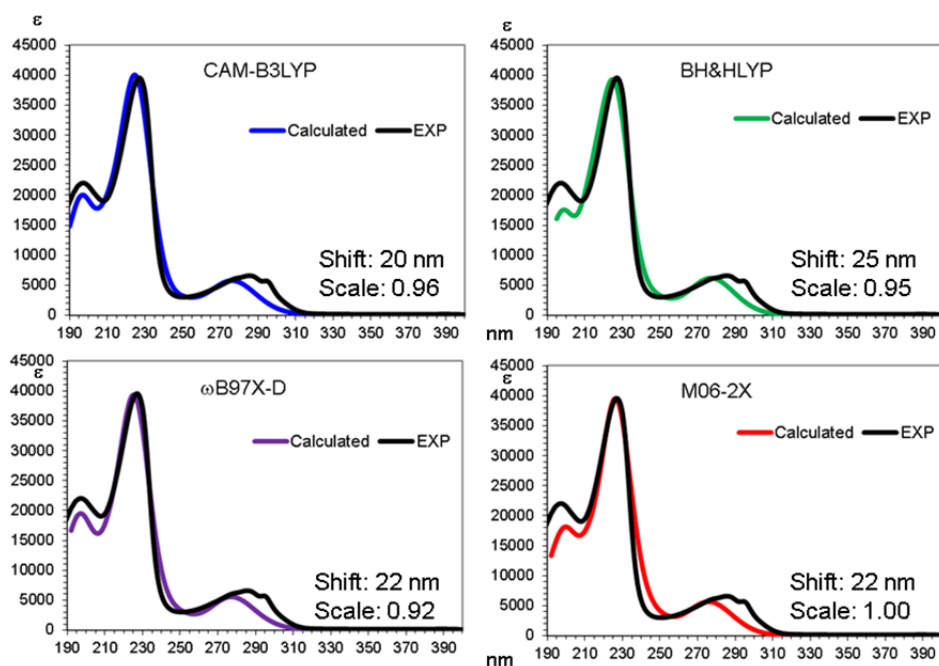 ε
45000
40000
35000
30000
25000
20000
15000
10000
5000
0
CAM-B3LYP
Calculated EXP
Shift: 20 nm
Scale: 0.96
190 210 230 250 270 290 310 330 350 370 390
ε
45000
40000
35000
30000
25000
20000
15000
10000
5000
0
BH&HLYP
Calculated EXP
Shift: 25 nm
Scale: 0.95
nm
190 210 230 250 270 290 310 330 350 370 390
ε
45000
40000
35000
30000
25000
20000
15000
10000
5000
0
ωB97X-D
Calculated EXP
Shift: 22 nm
Scale: 0.92
190 210 230 250 270 290 310 330 350 370 390
ε
45000
40000
35000
30000
25000
20000
15000
10000
5000
0
M06-2X
Calculated EXP
Shift: 22 nm
Scale: 1.00
nm
190 210 230 250 270 290 310 330 350 370 390